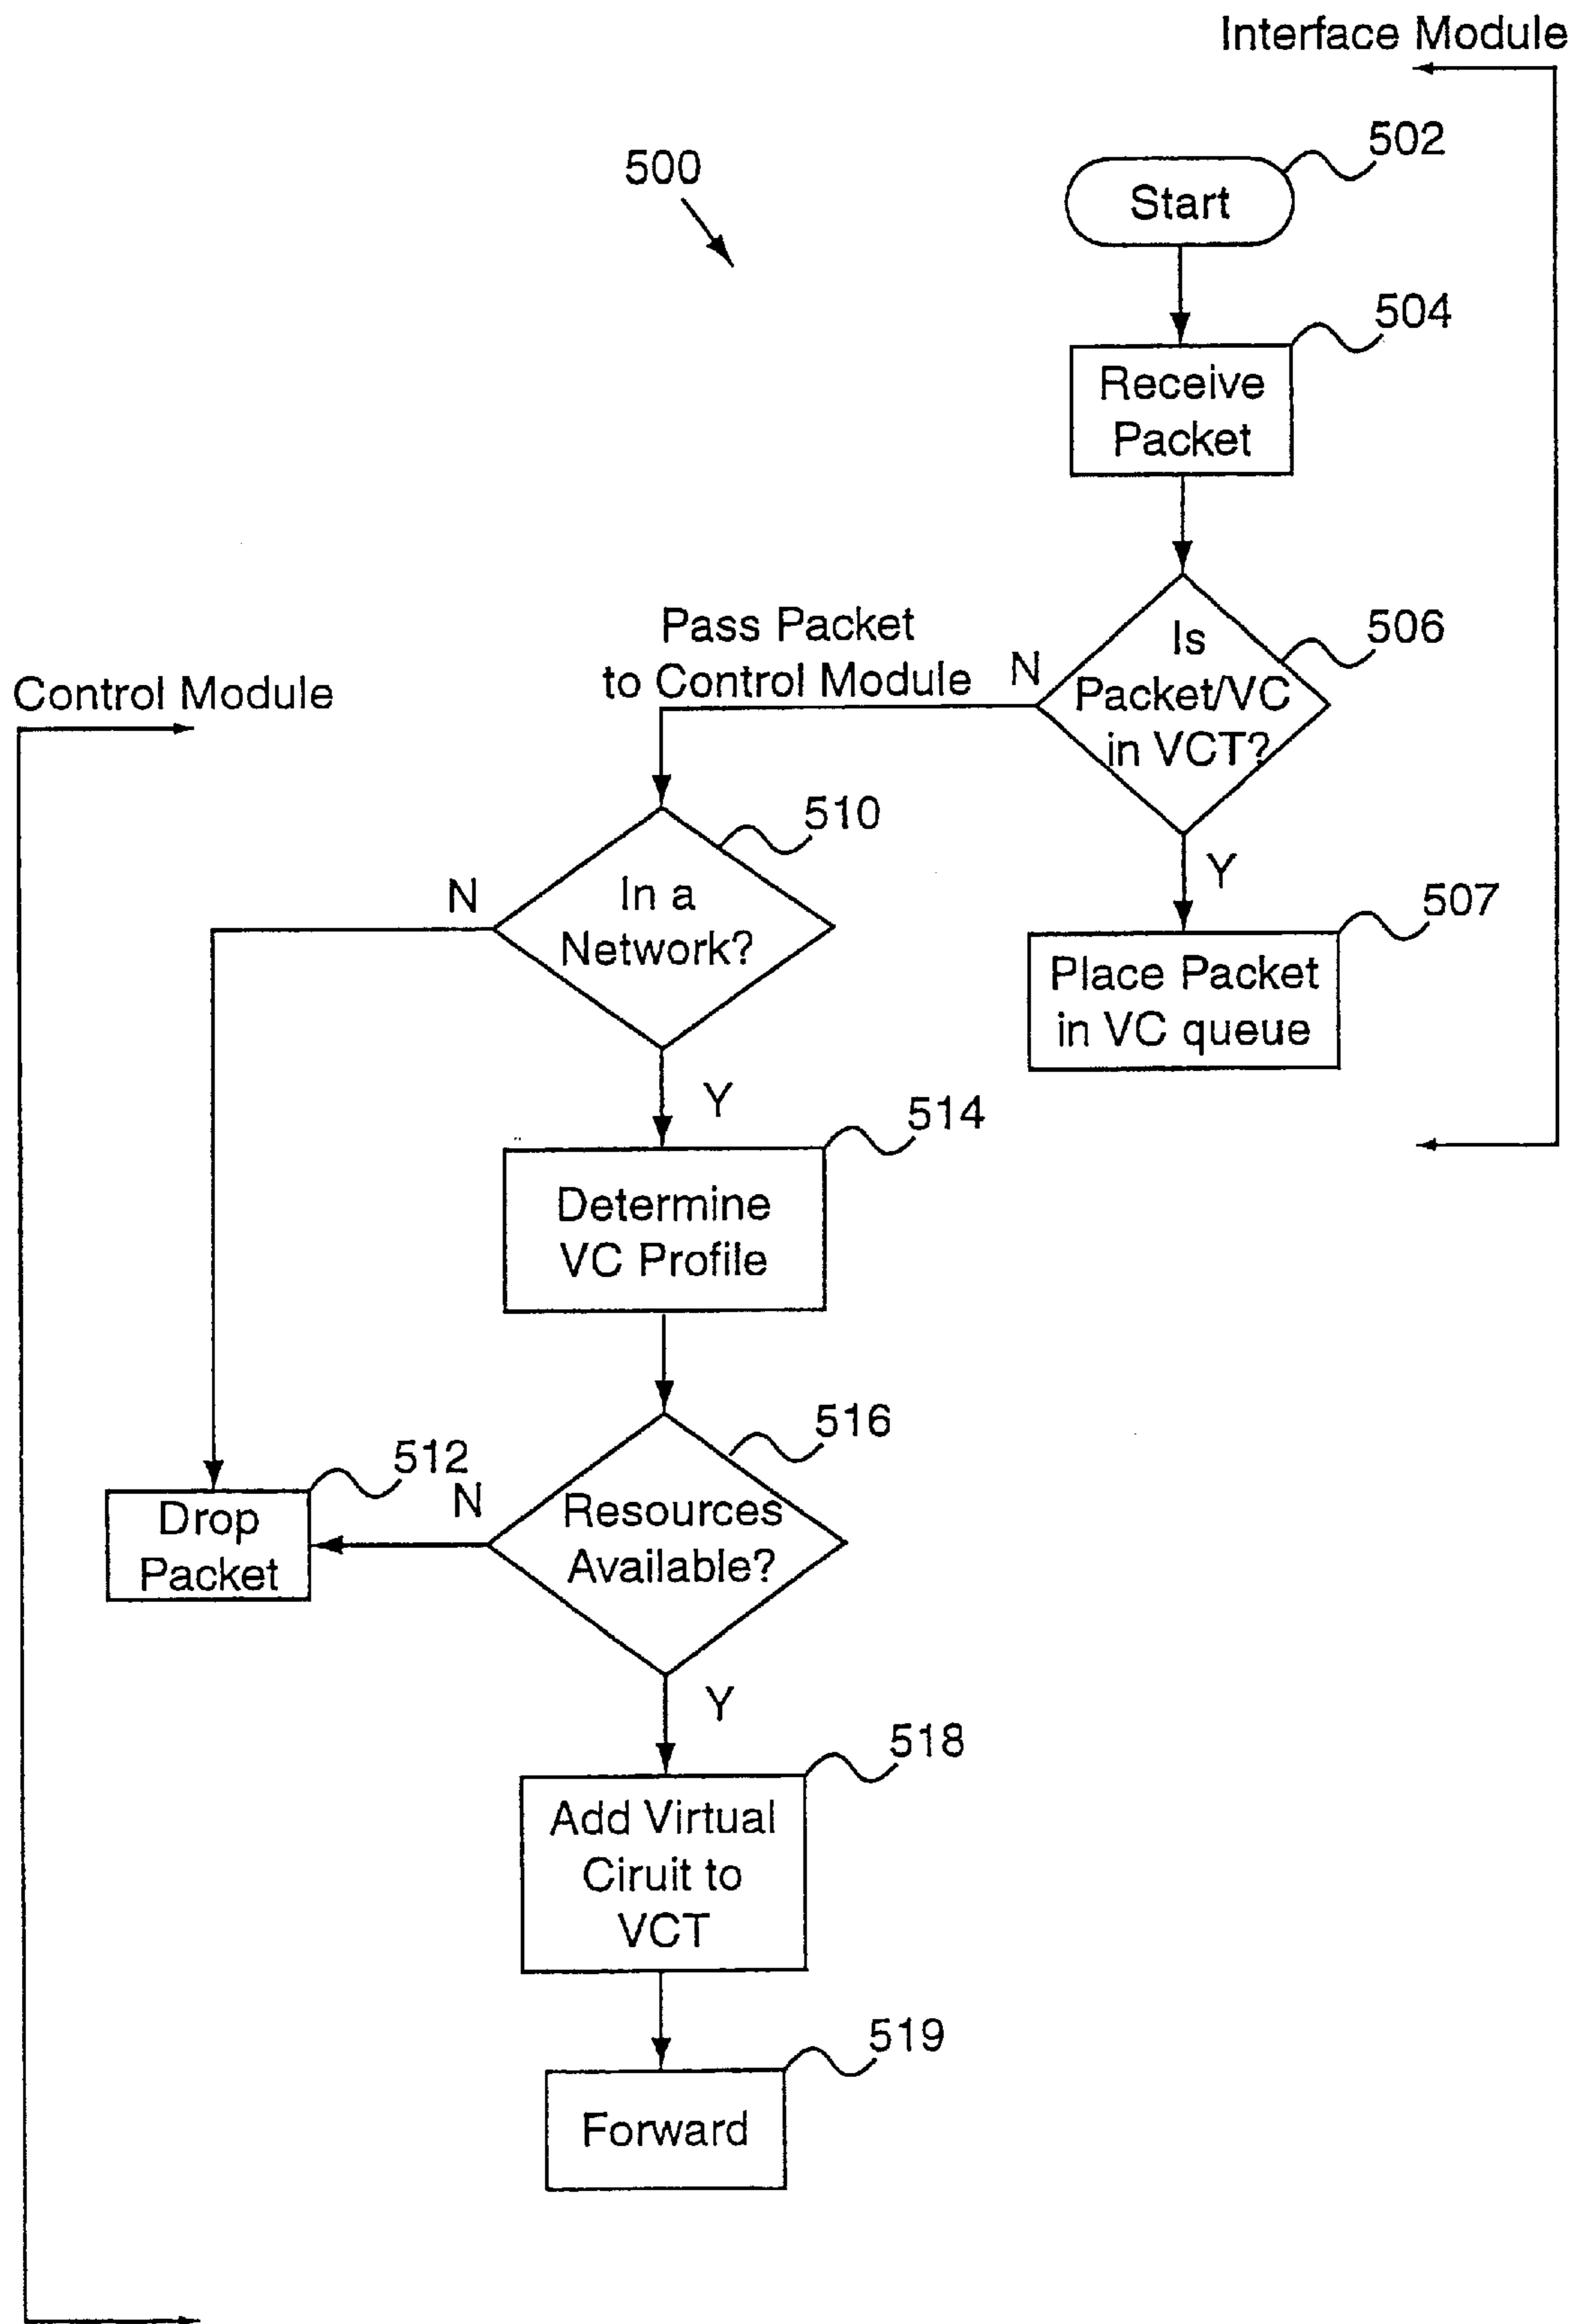 Interface Module
500
502
Start
504
Receive
Packet
Pass Packet
to Control Module
N
506
Is
Packet/VC
in VCT?
Control Module
510
N
In a
Network?
Y
507
Place Packet
in VC queue
Y
514
Determine
VC Profile
516
512
N
Resources
Available?
Drop
Packet
Y
518
Add Virtual
Ciruit to
VCT
519
Forward